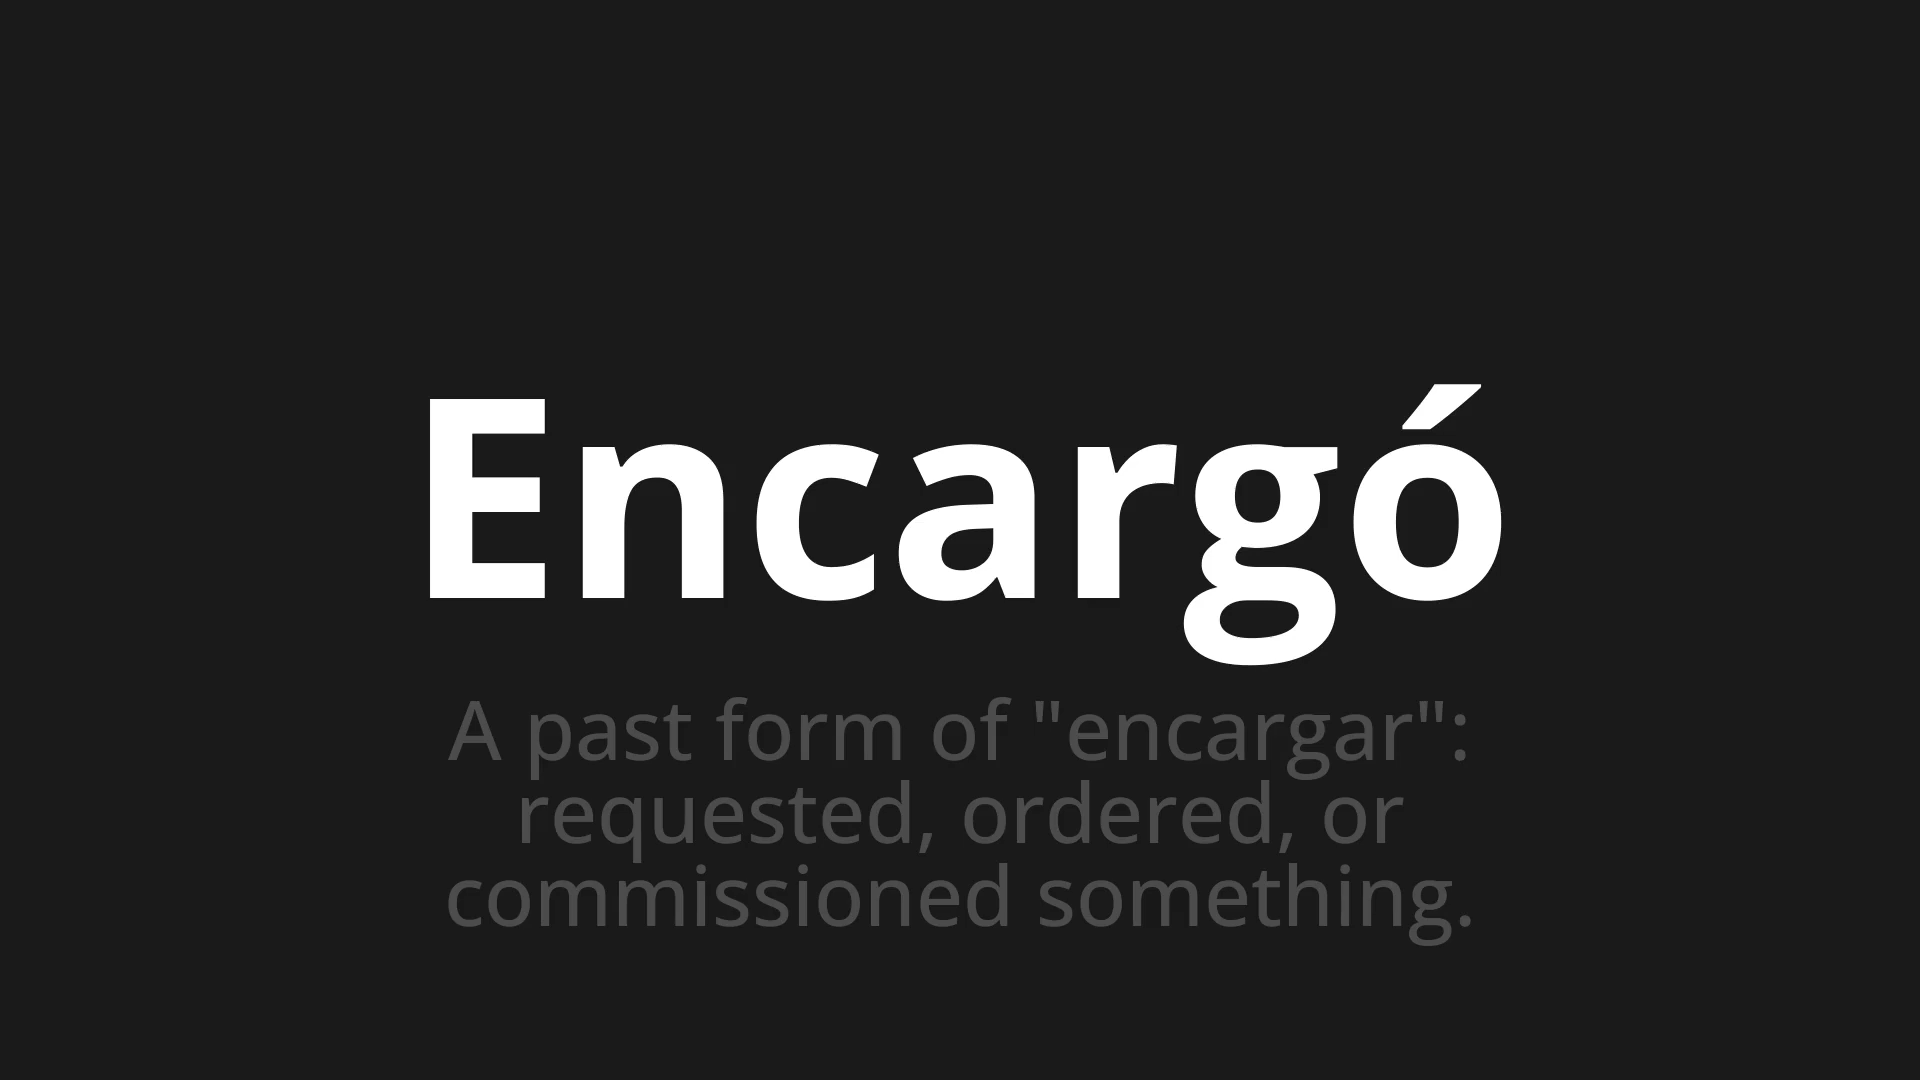 Encargó
A past form of "encargar":
requested, ordered, or
commissioned something.